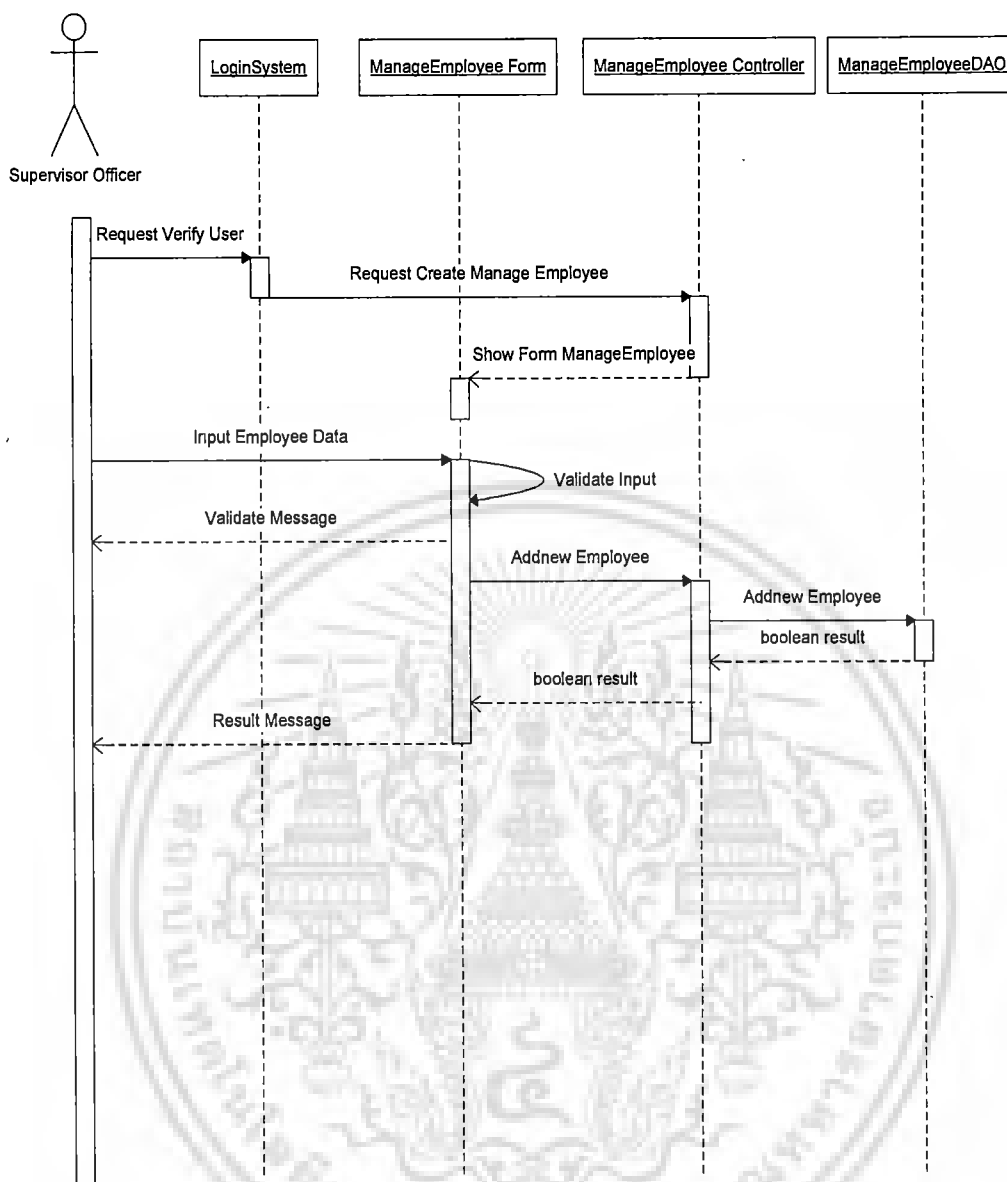 LoginSystem
ManageEmployee Form
ManageEmployee Controller
ManageEmployeeDAO
Supervisor Officer
Request Verify User
Request Create Manage Employee
Show Form ManageEmployee
Input Employee Data
Validate Input
Validate Message
Addnew Employee
Addnew Employee
boolean result
boolean result
Result Message